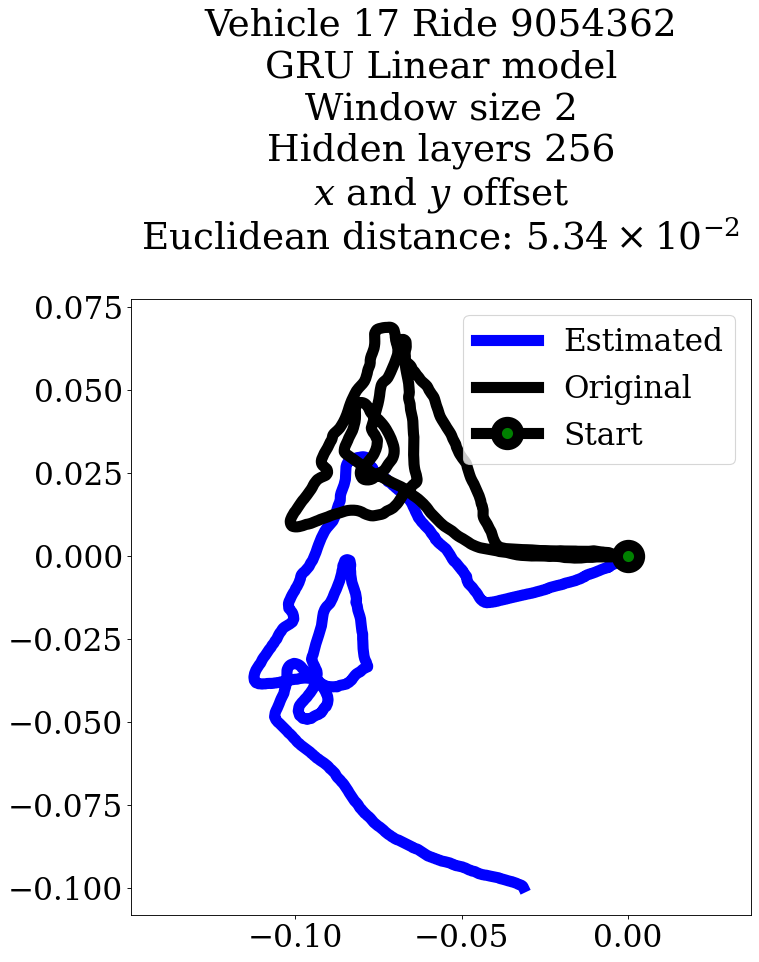 Vehicle 17 Ride 9054362
GRU Linear model
Window size 2
Hidden layers 256
x and y offset
Euclidean distance: 5.34 × 10⁻²
Estimated
Original
Start
0.075
0.050
0.025
0.000
−0.025
−0.050
−0.075
−0.100
−0.10
−0.05
0.00